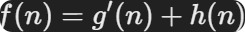 f(n) = g′(n) + h(n)